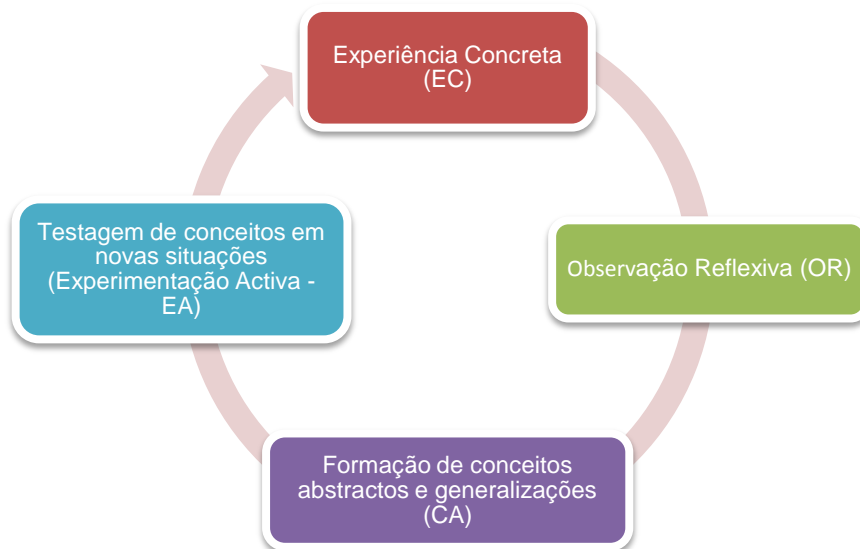 Experiência Concreta
(EC)
Observação Reflexiva (OR)
Formação de conceitos
abstractos e generalizações
(CA)
Testagem de conceitos em
novas situações
(Experimentação Activa -
EA)